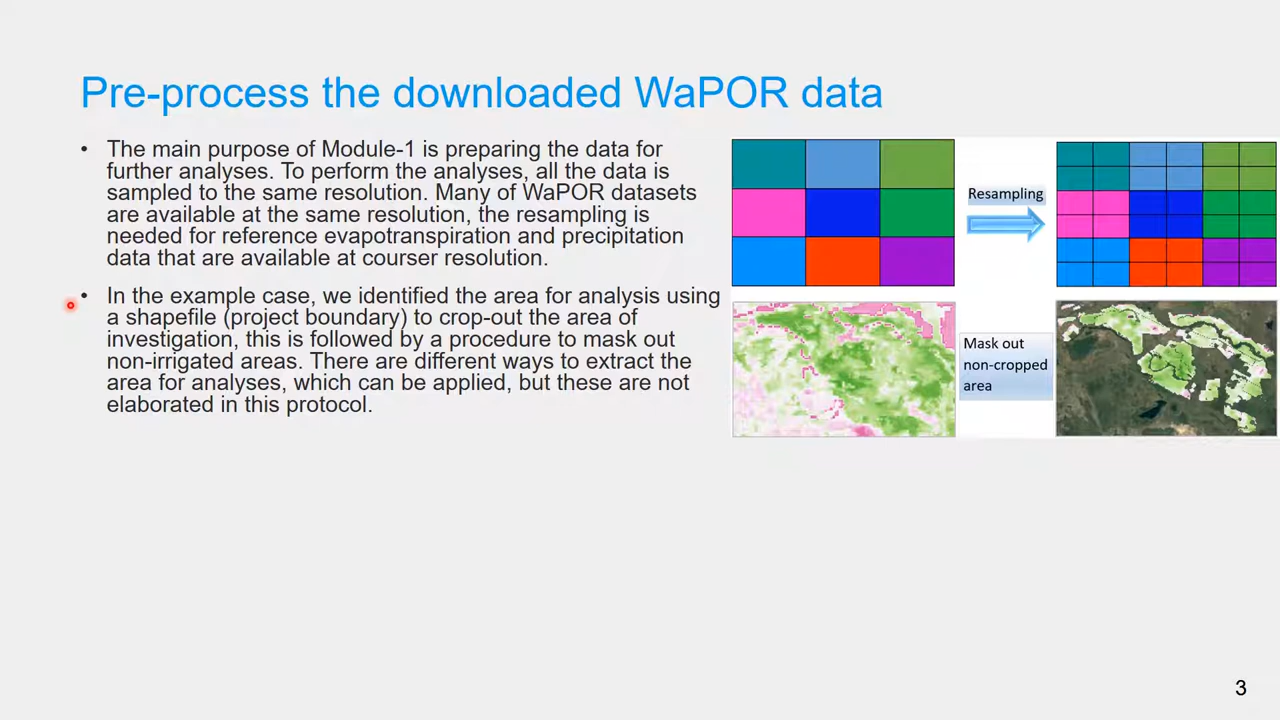 Pre-process the downloaded WaPOR data
• The main purpose of Module-1 is preparing the data for
further analyses. To perform the analyses, all the data is
sampled to the same resolution. Many of WaPOR datasets
are available at the same resolution, the resampling is
needed for reference evapotranspiration and precipitation
data that are available at courser resolution.
• In the example case, we identified the area for analysis using
a shapefile (project boundary) to crop-out the area of
investigation, this is followed by a procedure to mask out
non-irrigated areas. There are different ways to extract the
area for analyses, which can be applied, but these are not
elaborated in this protocol.
Resampling
Mask out
non-cropped
area
3